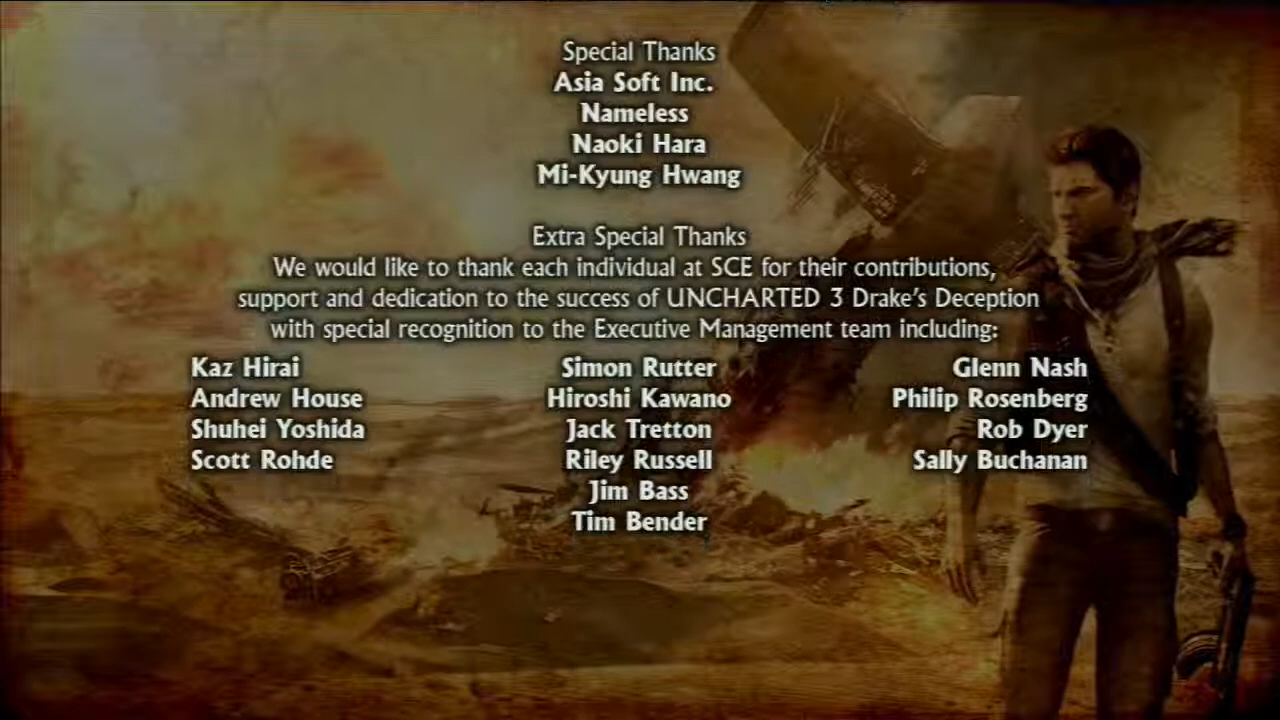 Special Thanks
Asia Soft Inc.
Nameless
Naoki Hara
Mi-Kyung Hwang
Extra Special Thanks
We would like to thank each individual at SCE for their contributions,
support and dedication to the success of UNCHARTED 3 Drake's Deception
with special recognition to the Executive Management team including:
Kaz Hirai
Andrew House
Shuhei Yoshida
Scott Rohde
Simon Rutter
Hiroshi Kawano
Jack Tretton
Riley Russell
Jim Bass
Tim Bender
Glenn Nash
Philip Rosenberg
Rob Dyer
Sally Buchanan